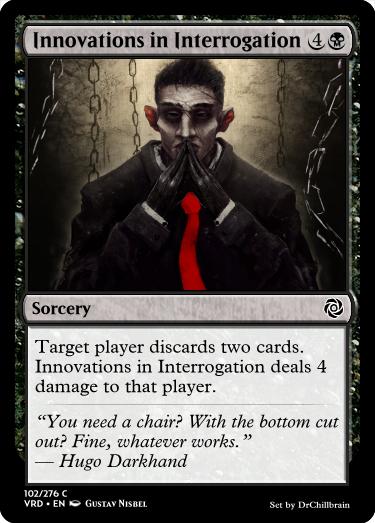 Innovations in Interrogation 4
Sorcery
Target player discards two cards.
Innovations in Interrogation deals 4
damage to that player.
“You need a chair? With the bottom cut
out? Fine, whatever works.”
— Hugo Darkhand
102/276 C
VRD • EN Gustav Nisbel
Set by DrChillbrain